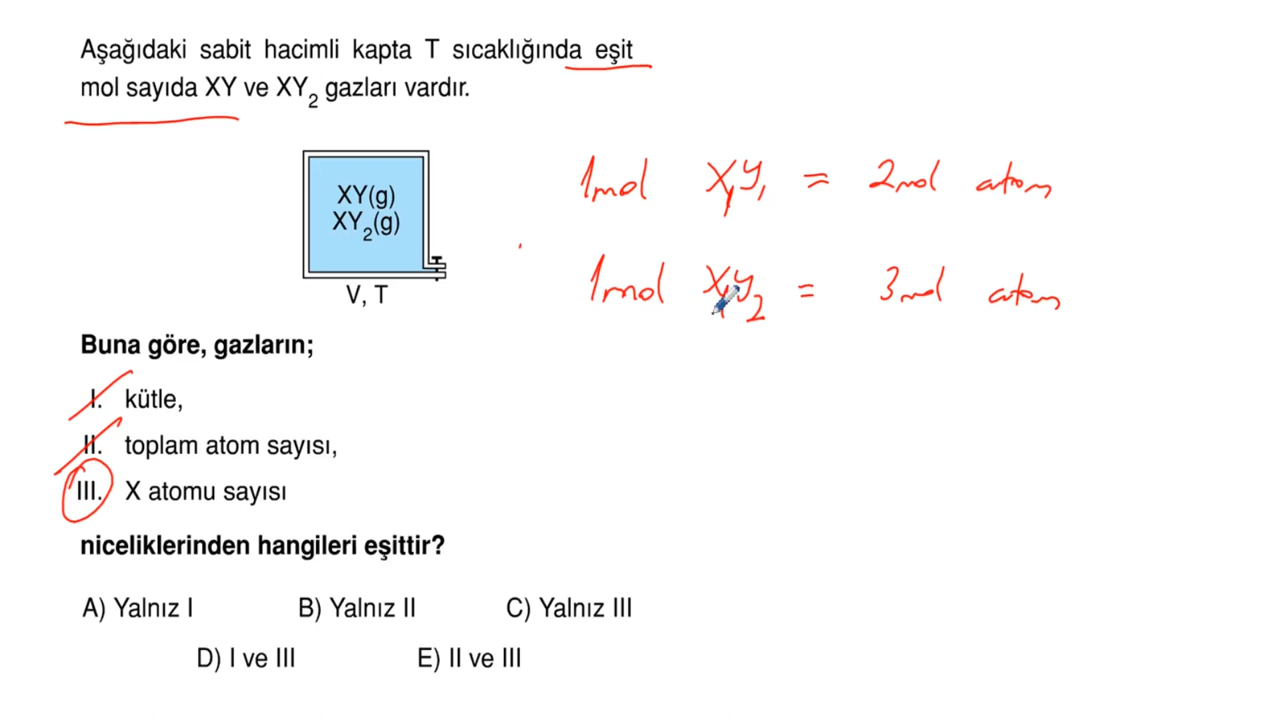 Aşağıdaki sabit hacimli kapta T sıcaklığında eşit
mol sayıda XY ve XY₂ gazları vardır.
XY(g)
XY₂(g)
V, T
1mol X₁Y₁ = 2mol atom
1mol X₁Y₂ = 3mol atom
Buna göre, gazların;
I. kütle,
II. toplam atom sayısı,
III. X atomu sayısı
niceliklerinden hangileri eşittir?
A) Yalnız I B) Yalnız II C) Yalnız III
D) I ve III E) II ve III